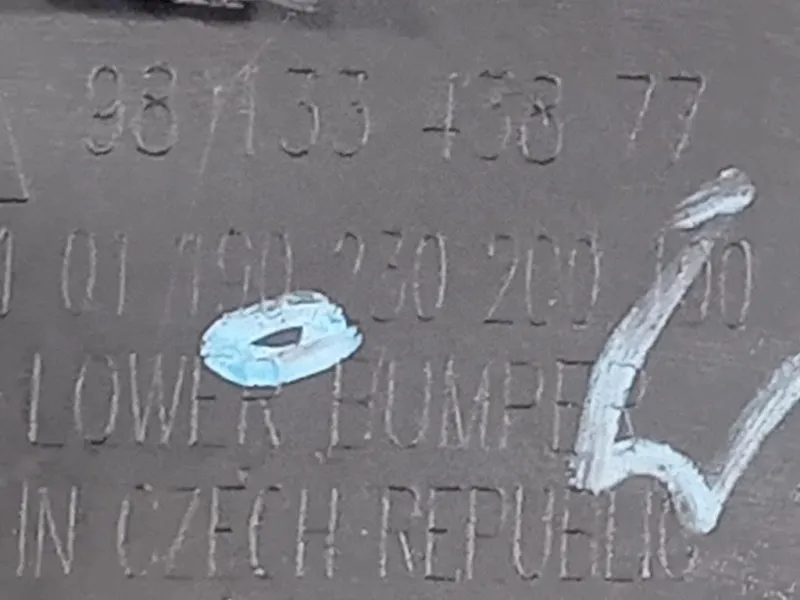 98 133 438 77
01 190 230 200
LOWER BUMPER
IN CZECH REPUBLIC